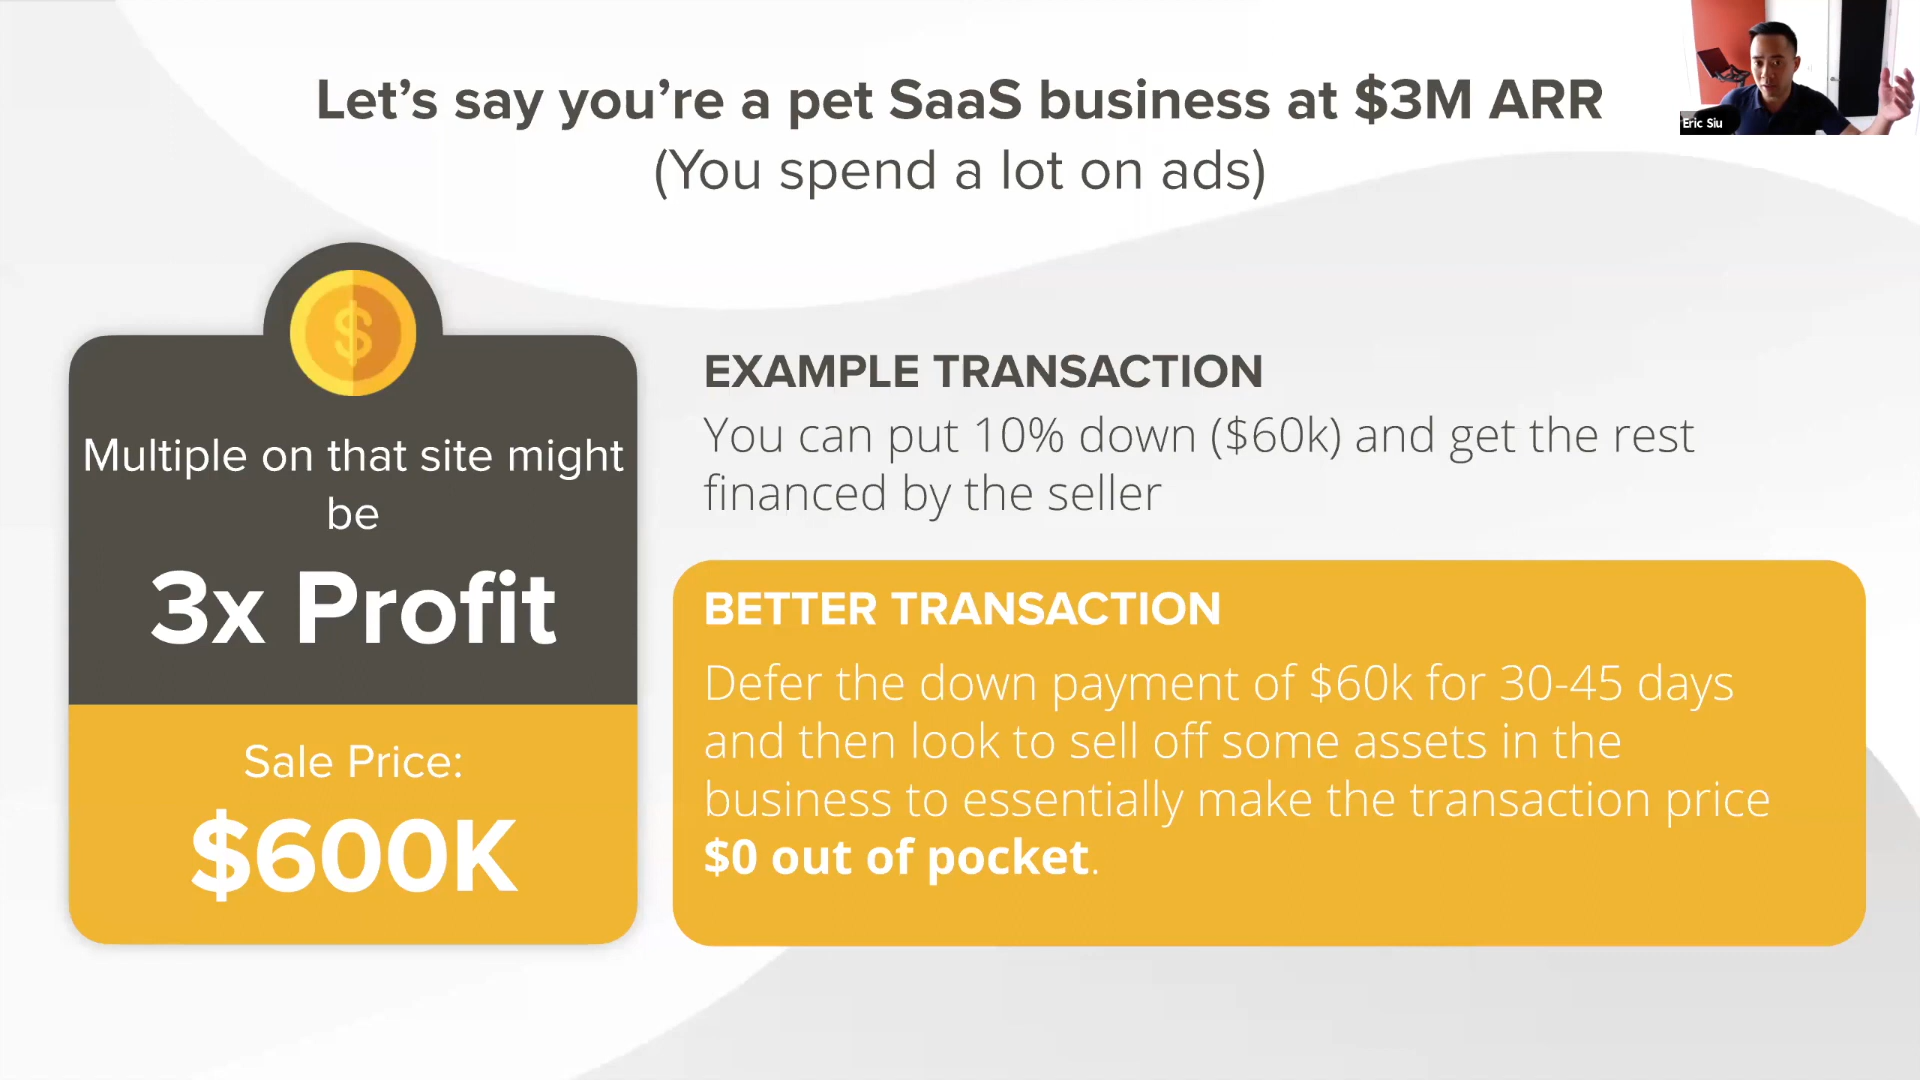 Let’s say you’re a pet SaaS business at $3M ARR
(You spend a lot on ads)
Eric Siu
$
Multiple on that site might
be
3x Profit
Sale Price:
$600K
EXAMPLE TRANSACTION
You can put 10% down ($60k) and get the rest
financed by the seller
BETTER TRANSACTION
Defer the down payment of $60k for 30-45 days
and then look to sell off some assets in the
business to essentially make the transaction price
$0 out of pocket.